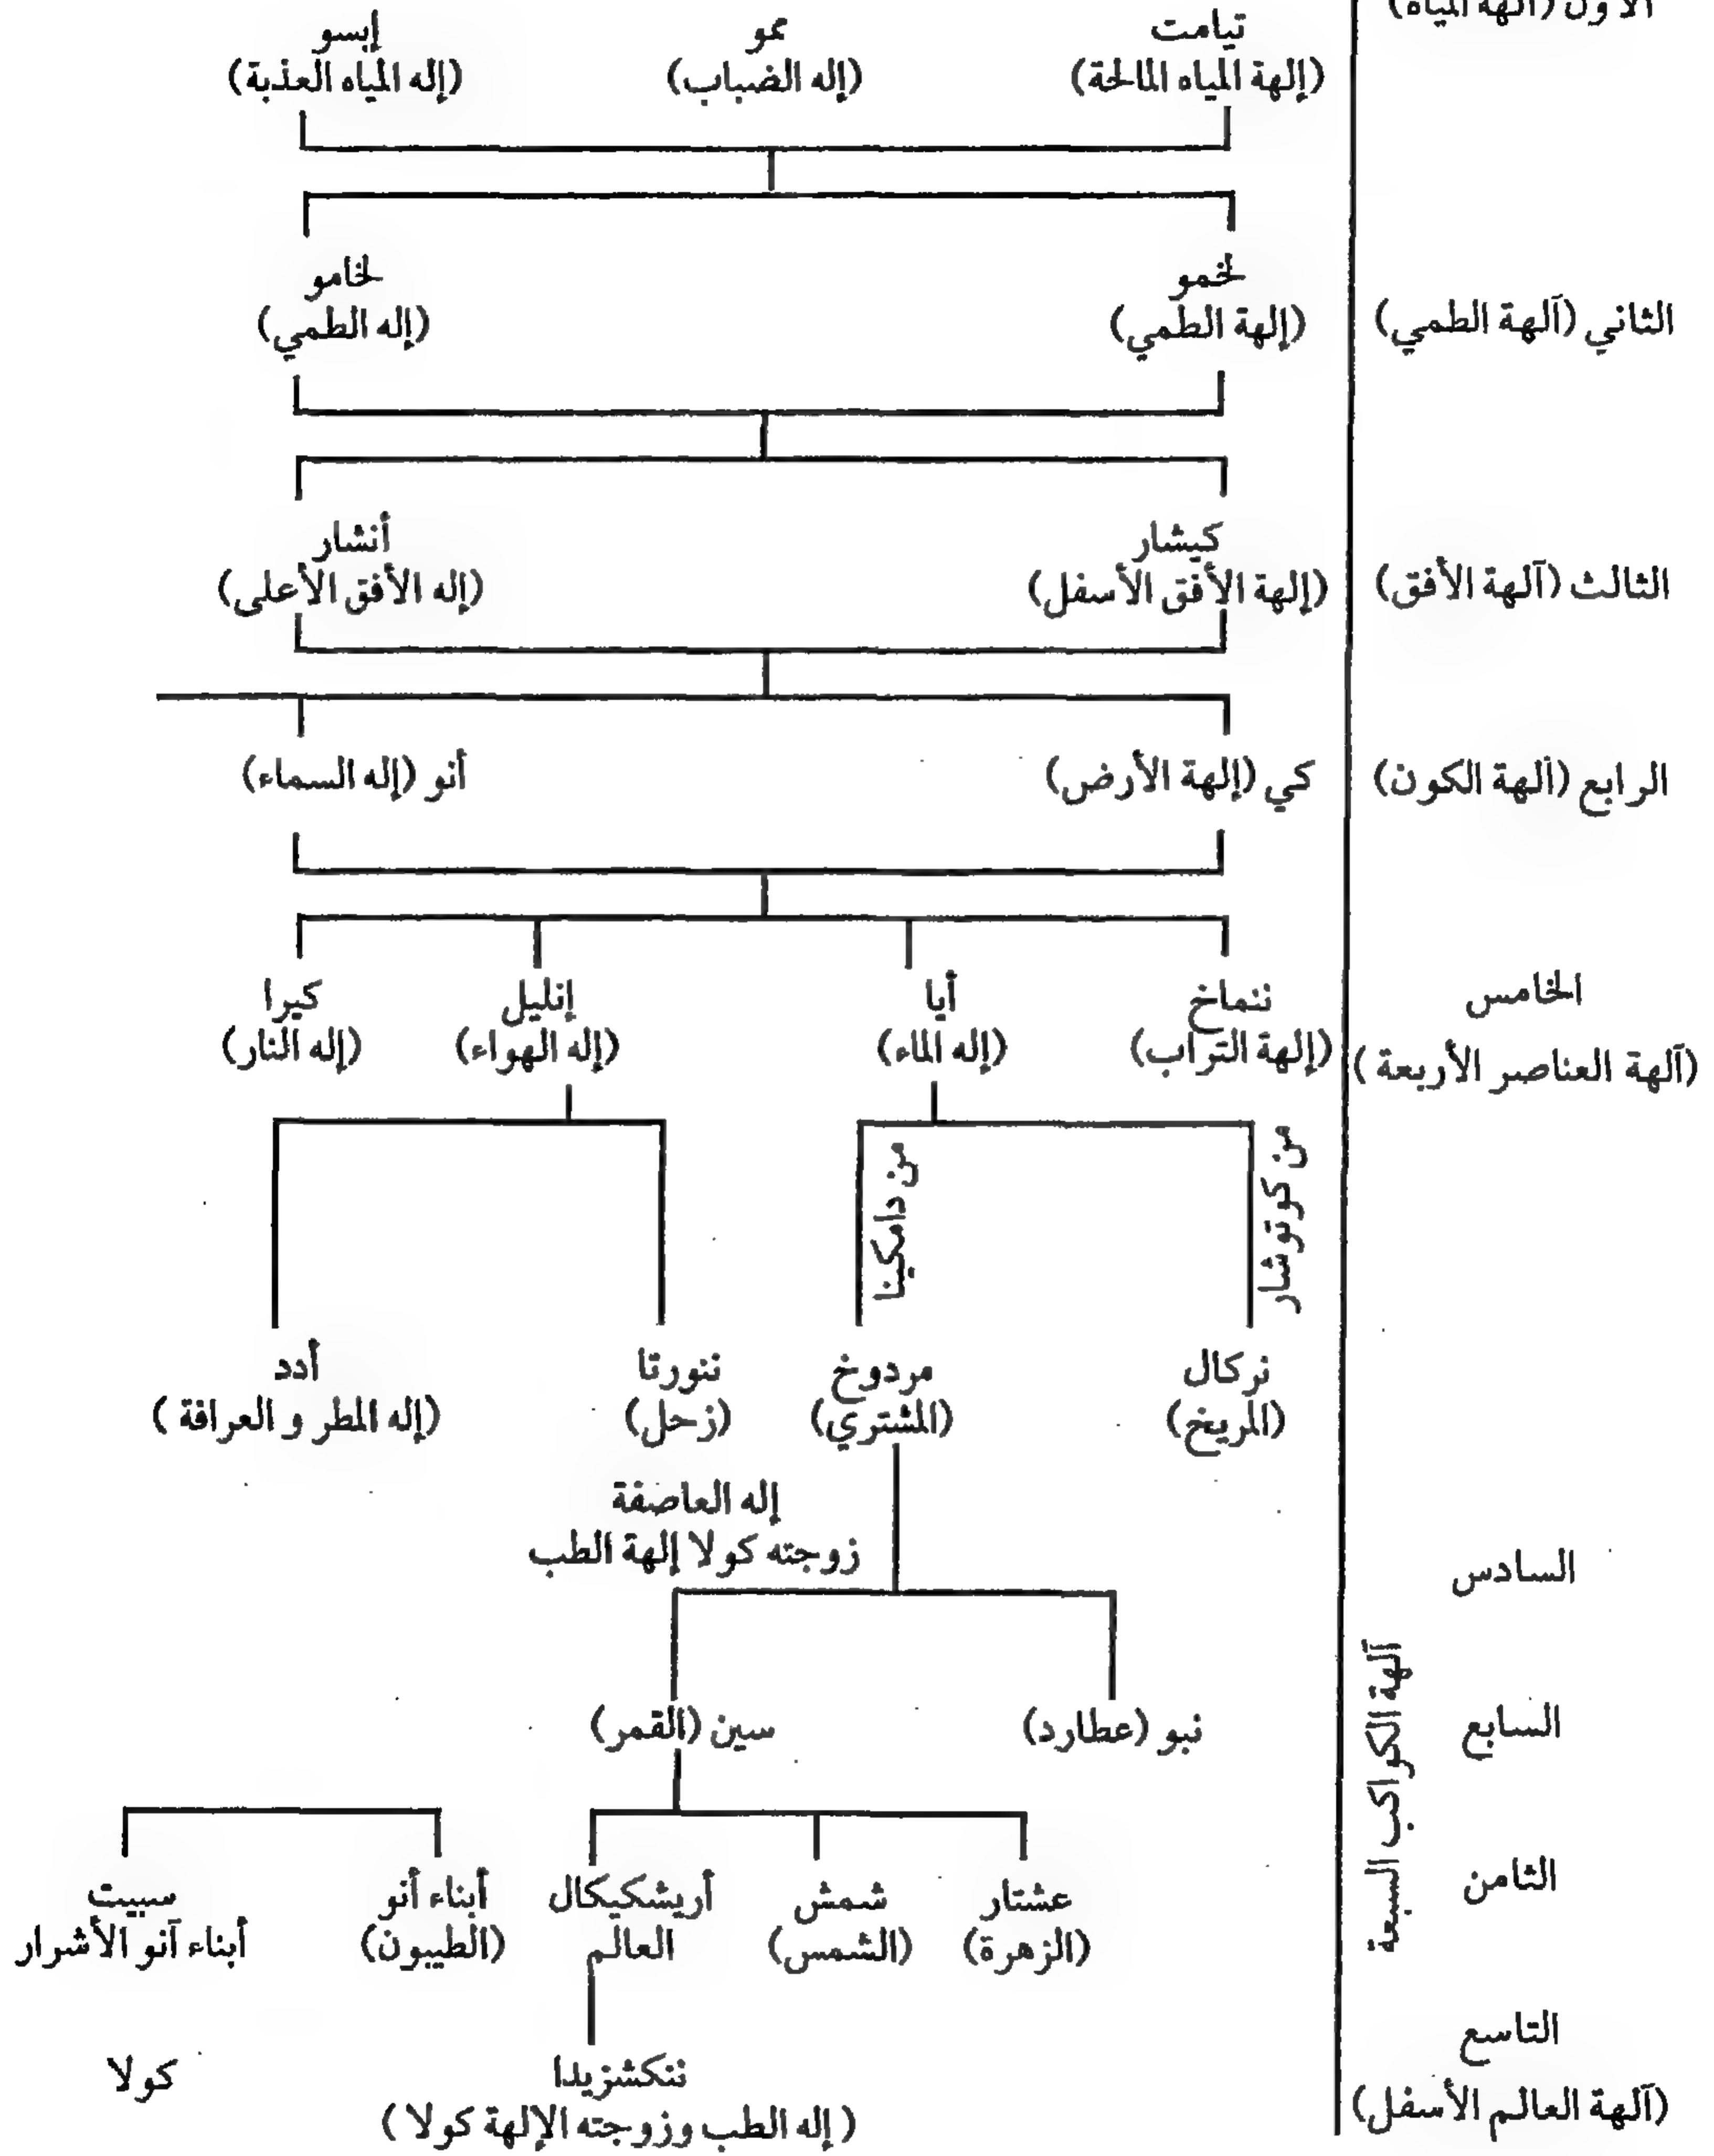 الأول (آلهة المياه)
تيامت
ممو
إبسو
(إلهة المياه المالحة)
(إله الضباب)
(إله المياه العذبة)
لخمو
لخامو
الثاني (آلهة الطمي)
(إلهة الطمي)
(إله الطمي)
كيشار
أنشار
الثالث (آلهة الأفق)
(إلهة الأفق الأسفل)
(إله الأفق الأعلى)
الرابع (آلهة الكون)
كي (إلهة الأرض)
أنو (إله السماء)
الخامس
ننماخ
أيا
إنليل
كيرا
(آلهة العناصر الأربعة)
(إلهة التراب)
(إله الماء)
(إله الهواء)
(إله النار)
من كوتوشار
من دامكينا
نركال
مردوخ
ننورتا
أدد
(المريخ)
(المشتري)
(زحل)
(إله المطر و العرافة)
إله العاصفة
زوجته كولا إلهة الطب
السادس
آلهة الكواكب السبعة
السابع
نبو (عطارد)
سين (القمر)
الثامن
عشتار
شمش
أريشكيكال
أبناء أنو
سبيت
(الزهرة)
(الشمس)
العالم
(الطيبون)
أبناء آنو الأشرار
التاسع
ننكشزيدا
كولا
(آلهة العالم الأسفل)
(إله الطب وزوجته الإلهة كولا)